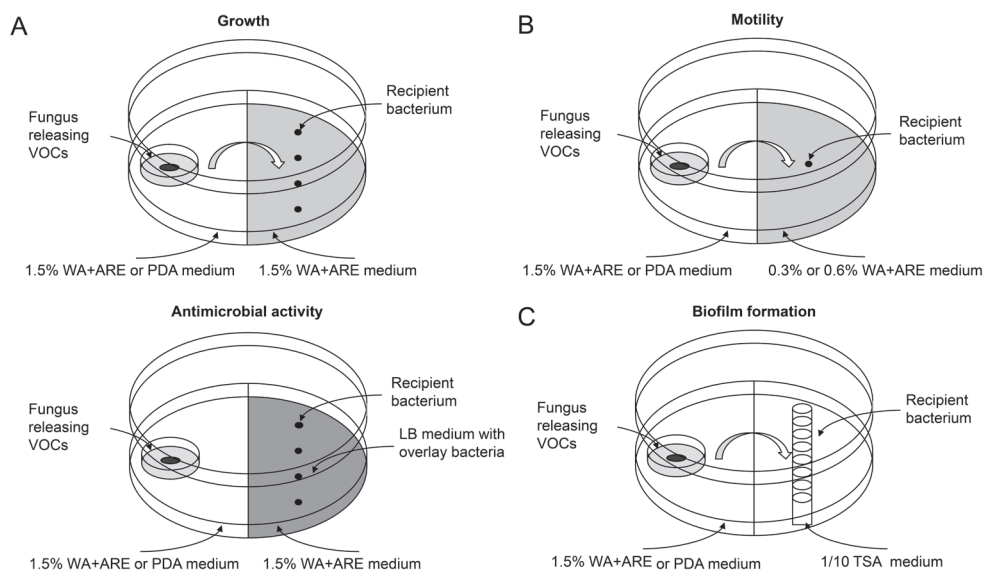 A
Growth
Fungus
releasing
VOCs
Recipient
bacterium
1.5% WA+ARE or PDA medium
1.5% WA+ARE medium
B
Motility
Fungus
releasing
VOCs
Recipient
bacterium
1.5% WA+ARE or PDA medium
0.3% or 0.6% WA+ARE medium
Antimicrobial activity
Fungus
releasing
VOCs
Recipient
bacterium
LB medium with
overlay bacteria
1.5% WA+ARE or PDA medium
1.5% WA+ARE medium
C
Biofilm formation
Fungus
releasing
VOCs
Recipient
bacterium
1.5% WA+ARE or PDA medium
1/10 TSA medium